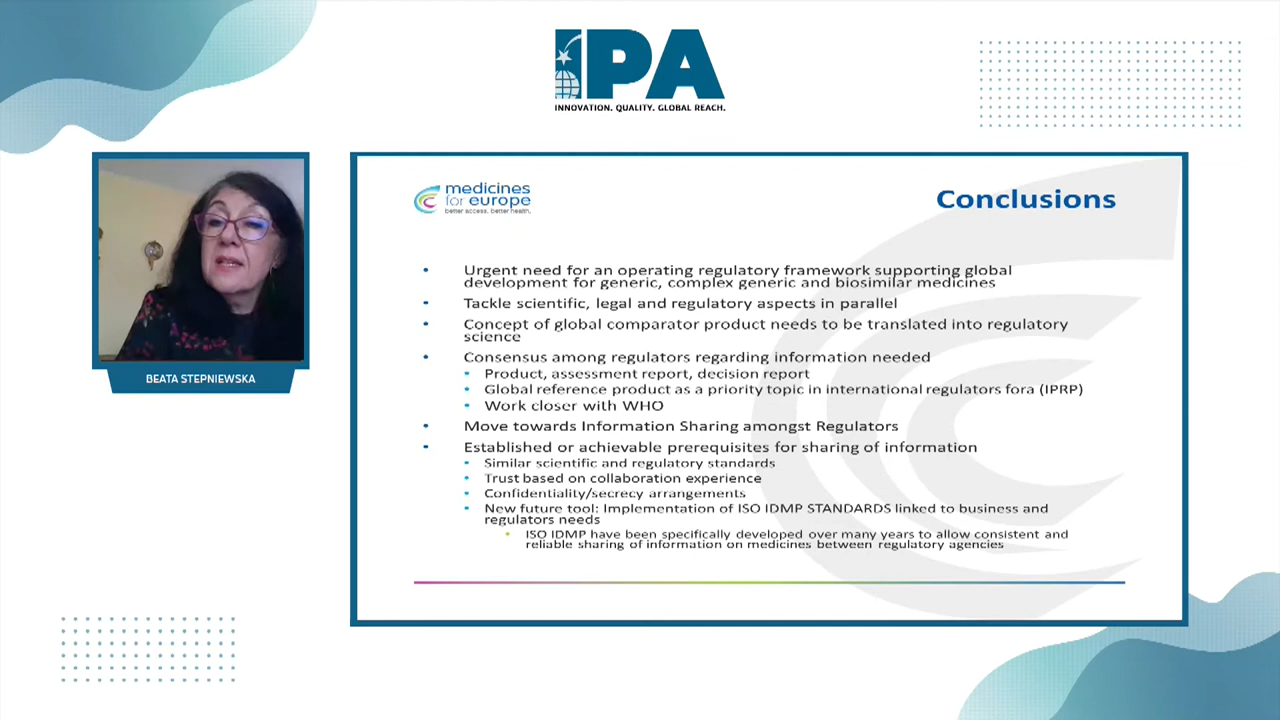 IPA
INNOVATION. QUALITY. GLOBAL REACH.
BEATA STEPNIEWSKA
medicines
for europe
better access. better health.
Conclusions
• Urgent need for an operating regulatory framework supporting global
development for generic, complex generic and biosimilar medicines
• Tackle scientific, legal and regulatory aspects in parallel
• Concept of global comparator product needs to be translated into regulatory
science
• Consensus among regulators regarding information needed
• Product, assessment report, decision report
• Global reference product as a priority topic in international regulators fora (IPRP)
• Work closer with WHO
• Move towards Information Sharing amongst Regulators
• Established or achievable prerequisites for sharing of information
• Similar scientific and regulatory standards
• Trust based on collaboration experience
• Confidentiality/secrecy arrangements
• New future tool: Implementation of ISO IDMP STANDARDS linked to business and
regulators needs
• ISO IDMP have been specifically developed over many years to allow consistent and
reliable sharing of information on medicines between regulatory agencies